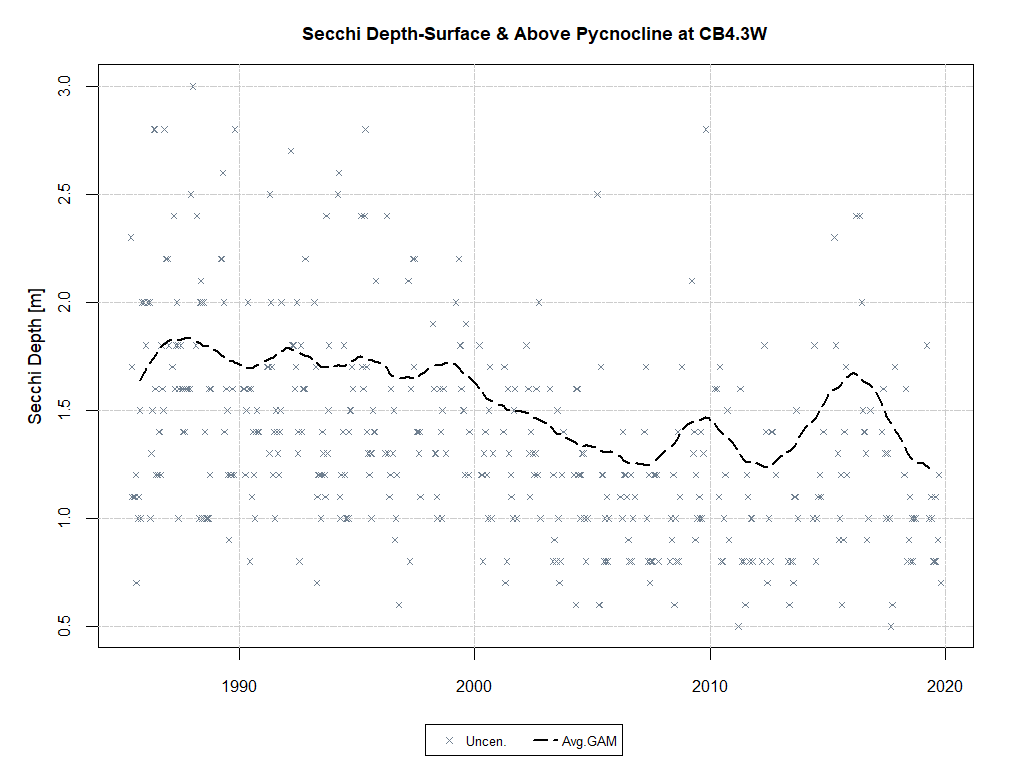 Secchi Depth-Surface & Above Pycnocline at CB4.3W
Secchi Depth [m]
3.0
2.5
2.0
1.5
1.0
0.5
1990 2000 2010 2020
Uncen. Avg.GAM